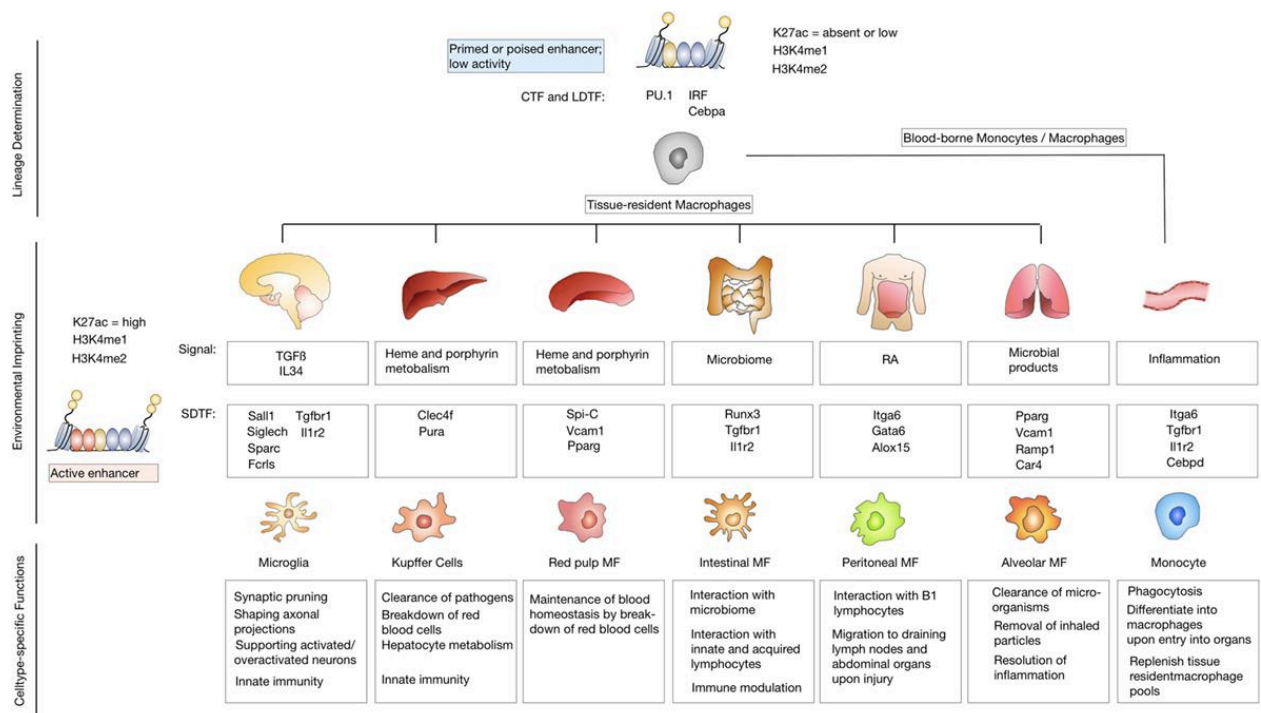 Lineage Determination
Primed or poised enhancer;
low activity
K27ac = absent or low
H3K4me1
H3K4me2
CTF and LDTF:
PU.1
IRF
Cebpa
Blood-borne Monocytes / Macrophages
Tissue-resident Macrophages
Environmental Imprinting
K27ac = high
H3K4me1
H3K4me2
Active enhancer
Signal:
TGFß
IL34
Heme and porphyrin
metobalism
Heme and porphyrin
metobalism
Microbiome
RA
Microbial
products
Inflammation
SDTF:
Sall1 Tgfbr1
Siglech Il1r2
Sparc
Fcrls
Clec4f
Pura
Spi-C
Vcam1
Pparg
Runx3
Tgfbr1
Il1r2
Itga6
Gata6
Alox15
Pparg
Vcam1
Ramp1
Car4
Itga6
Tgfbr1
Il1r2
Cebpd
Celltype-specific Functions
Microglia
Kupffer Cells
Red pulp MF
Intestinal MF
Peritoneal MF
Alveolar MF
Monocyte
Synaptic pruning
Shaping axonal
projections
Supporting activated/
overactivated neurons
Innate immunity
Clearance of pathogens
Breakdown of red
blood cells
Hepatocyte metabolism
Innate immunity
Maintenance of blood
homeostasis by break-
down of red blood cells
Interaction with
microbiome
Interaction with
innate and acquired
lymphocytes
Immune modulation
Interaction with B1
lymphocytes
Migration to draining
lymph nodes and
abdominal organs
upon injury
Clearance of micro-
organisms
Removal of inhaled
particles
Resolution of
inflammation
Phagocytosis
Differentiate into
macrophages
upon entry into organs
Replenish tissue
residentmacrophage
pools